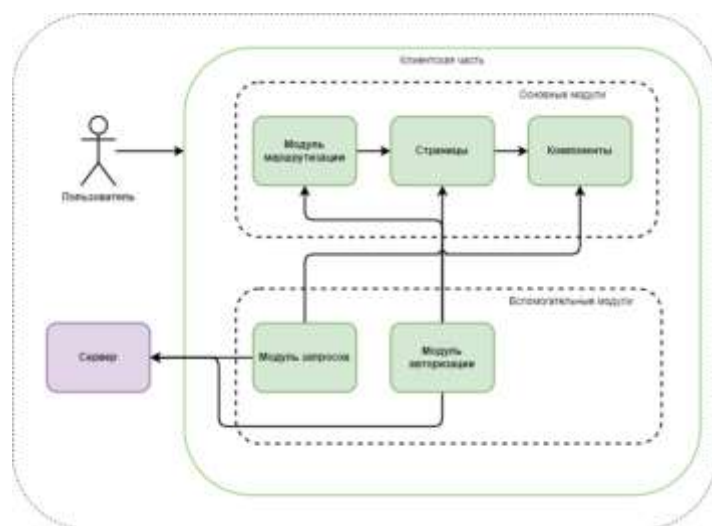 Клиентская часть
Основные модули
Модуль
маршрутизации
Страницы
Компоненты
Пользователь
Вспомогательные модули
Сервер
Модуль запросов
Модуль
авторизации